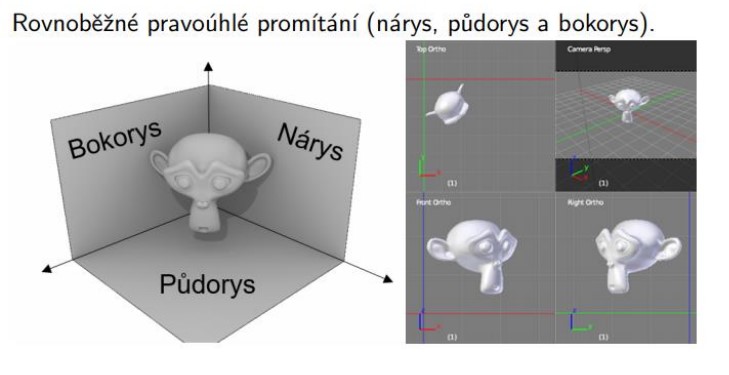 Rovnoběžné pravoúhlé promítání (nárys, půdorys a bokorys).
Bokorys
Nárys
Půdorys
Top Ortho
Camera Persp
(1)
(1)
Front Ortho
Right Ortho
(1)
(1)